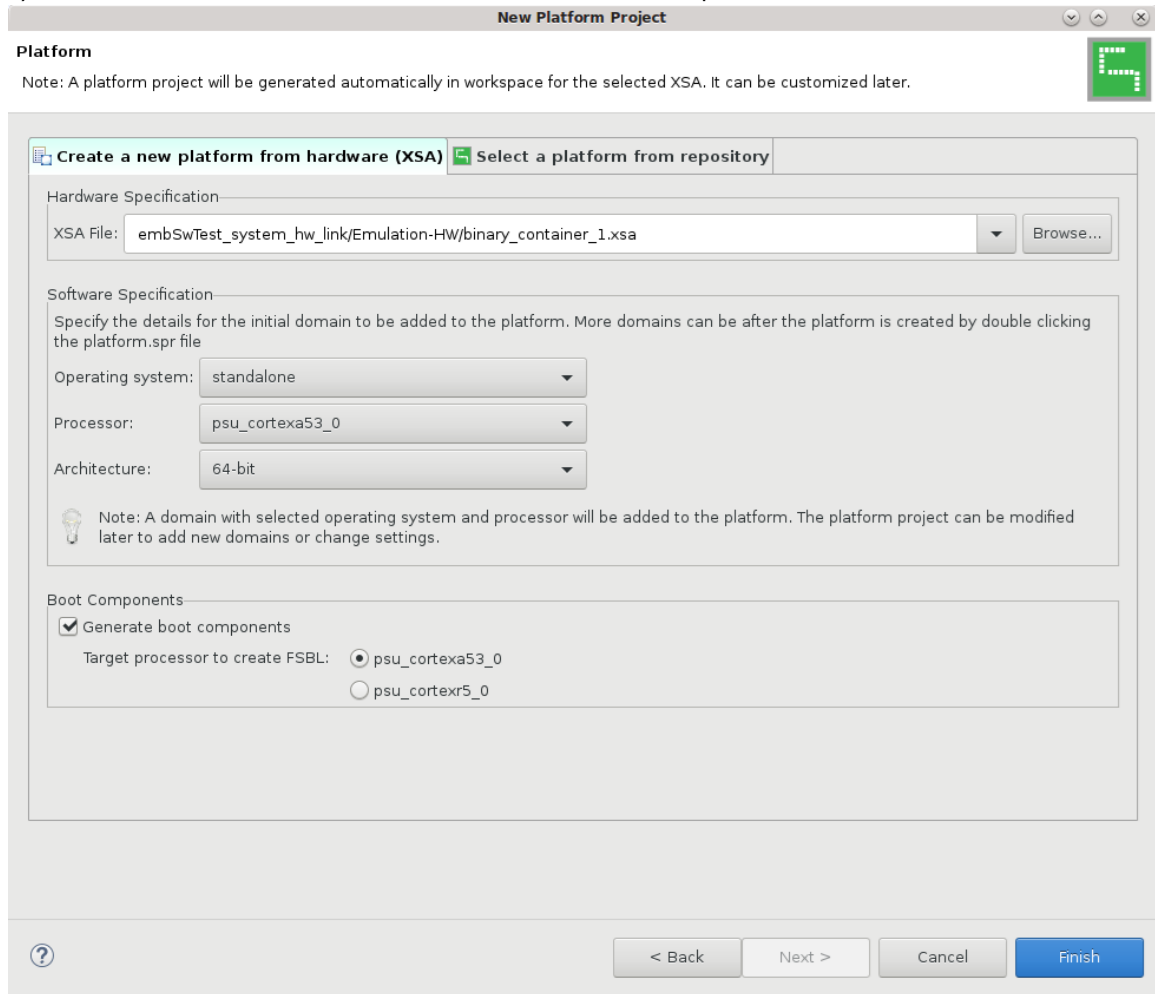 New Platform Project
Platform
Note: A platform project will be generated automatically in workspace for the selected XSA. It can be customized later.
Create a new platform from hardware (XSA)
Select a platform from repository
Hardware Specification
XSA File:
embSwTest_system_hw_link/Emulation-HW/binary_container_1.xsa
Browse...
Software Specification
Specify the details for the initial domain to be added to the platform. More domains can be after the platform is created by double clicking
the platform.spr file
Operating system:
standalone
Processor:
psu_cortexa53_0
Architecture:
64-bit
Note: A domain with selected operating system and processor will be added to the platform. The platform project can be modified
later to add new domains or change settings.
Boot Components
Generate boot components
Target processor to create FSBL:
psu_cortexa53_0
psu_cortexr5_0
?
< Back
Next >
Cancel
Finish